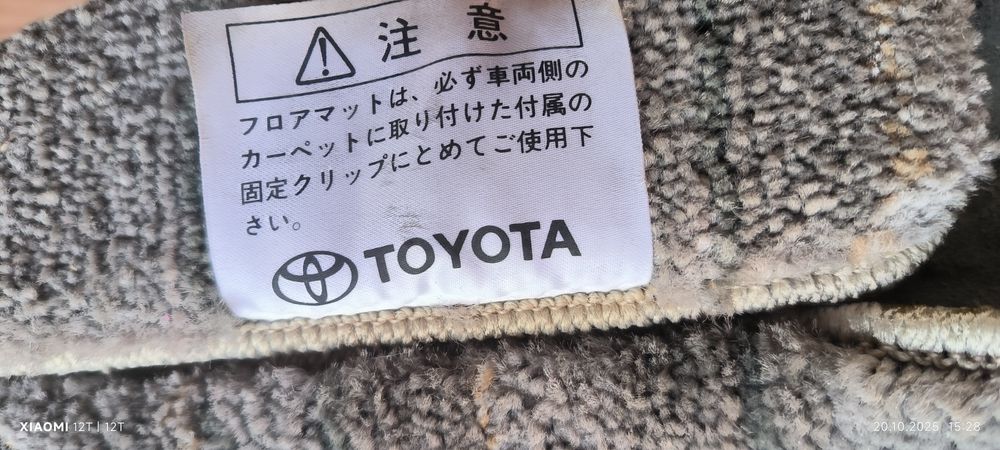 注意
フロアマットは、必ず車両側の
カーペットに取り付けた付属の
固定クリップにとめてご使用下
さい。
TOYOTA
XIAOMI 12T | 12T
20.10.2025 15:28